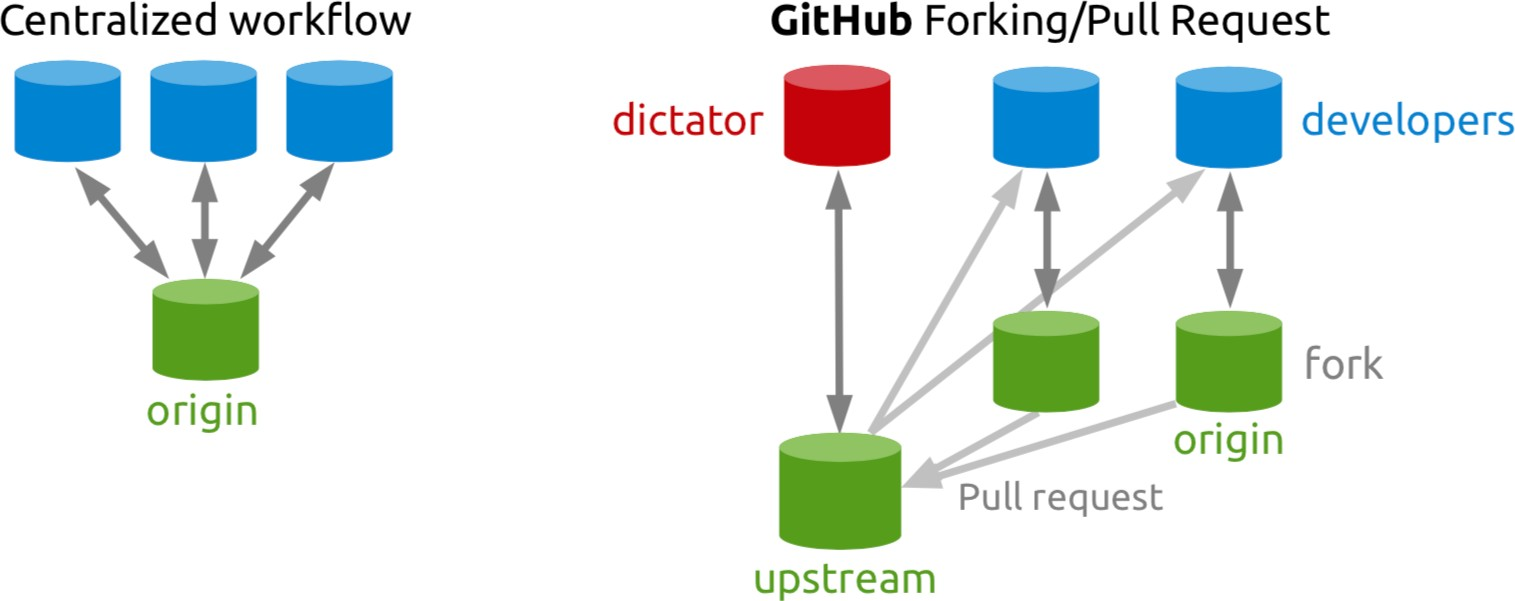 Centralized workflow
origin
GitHub Forking/Pull Request
dictator
developers
fork
origin
Pull request
upstream